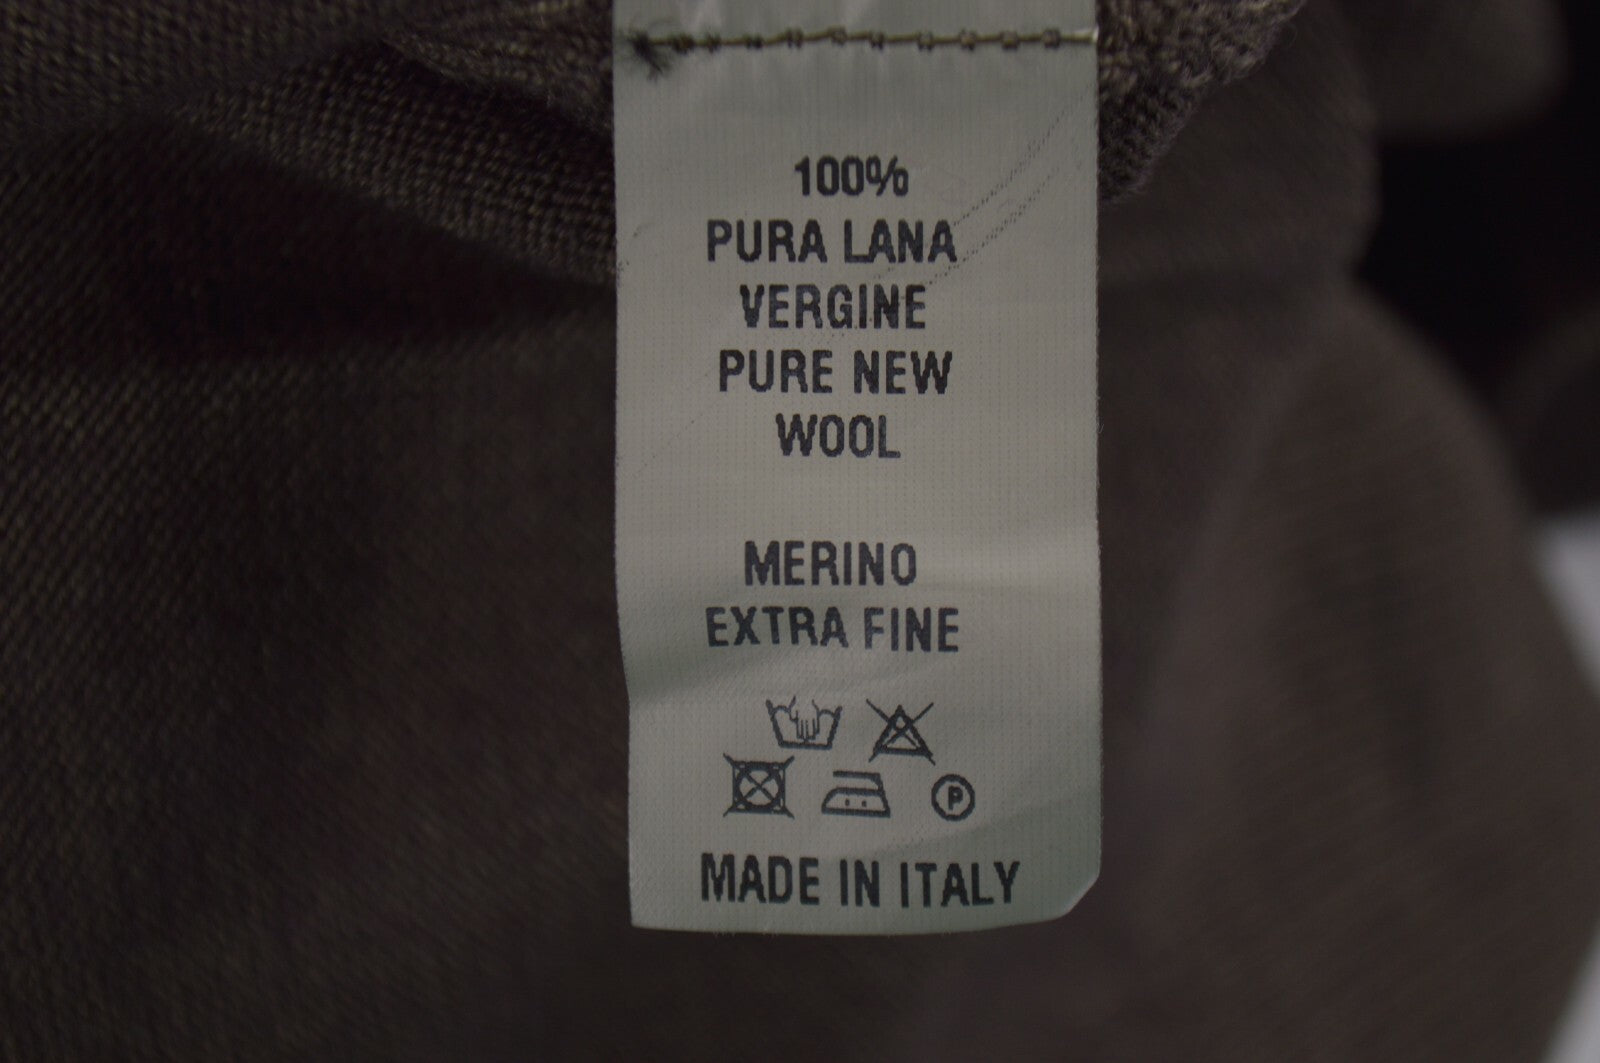 100%
PURA LANA
VERGINE
PURE NEW
WOOL
MERINO
EXTRA FINE
P
MADE IN ITALY